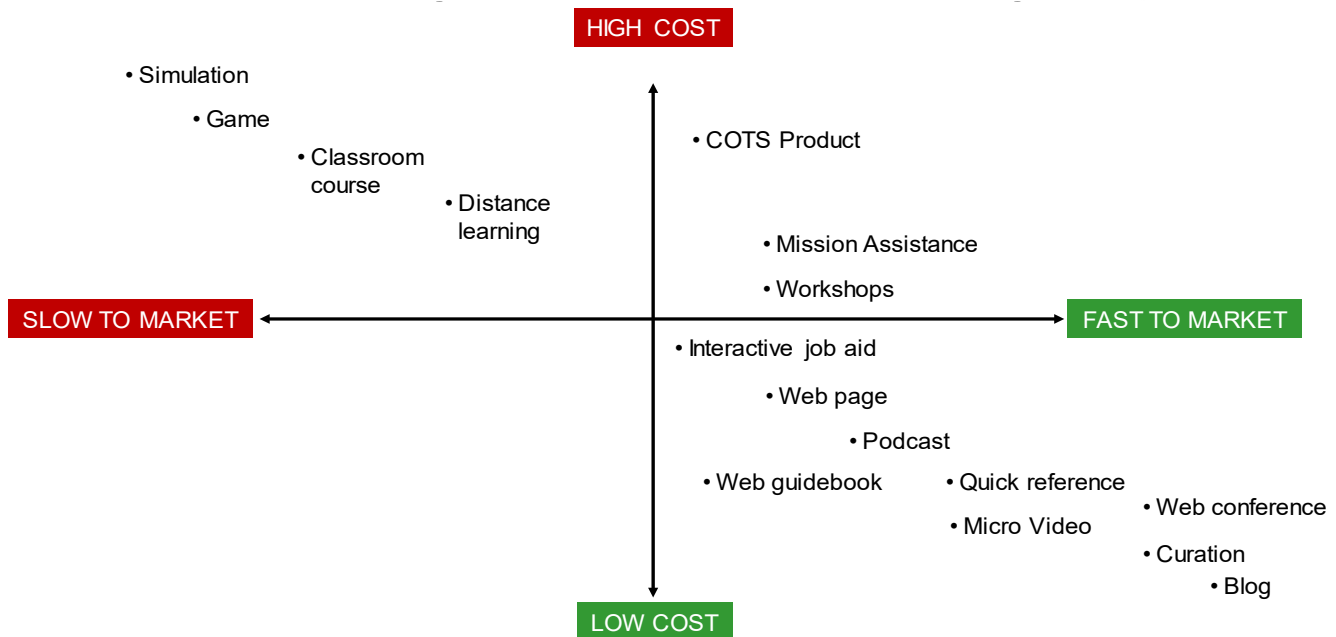 HIGH COST
• Simulation
• Game
• COTS Product
• Classroom
course
• Distance
learning
• Mission Assistance
• Workshops
SLOW TO MARKET
FAST TO MARKET
• Interactive job aid
• Web page
• Podcast
• Web guidebook
• Quick reference
• Web conference
• Micro Video
• Curation
• Blog
LOW COST